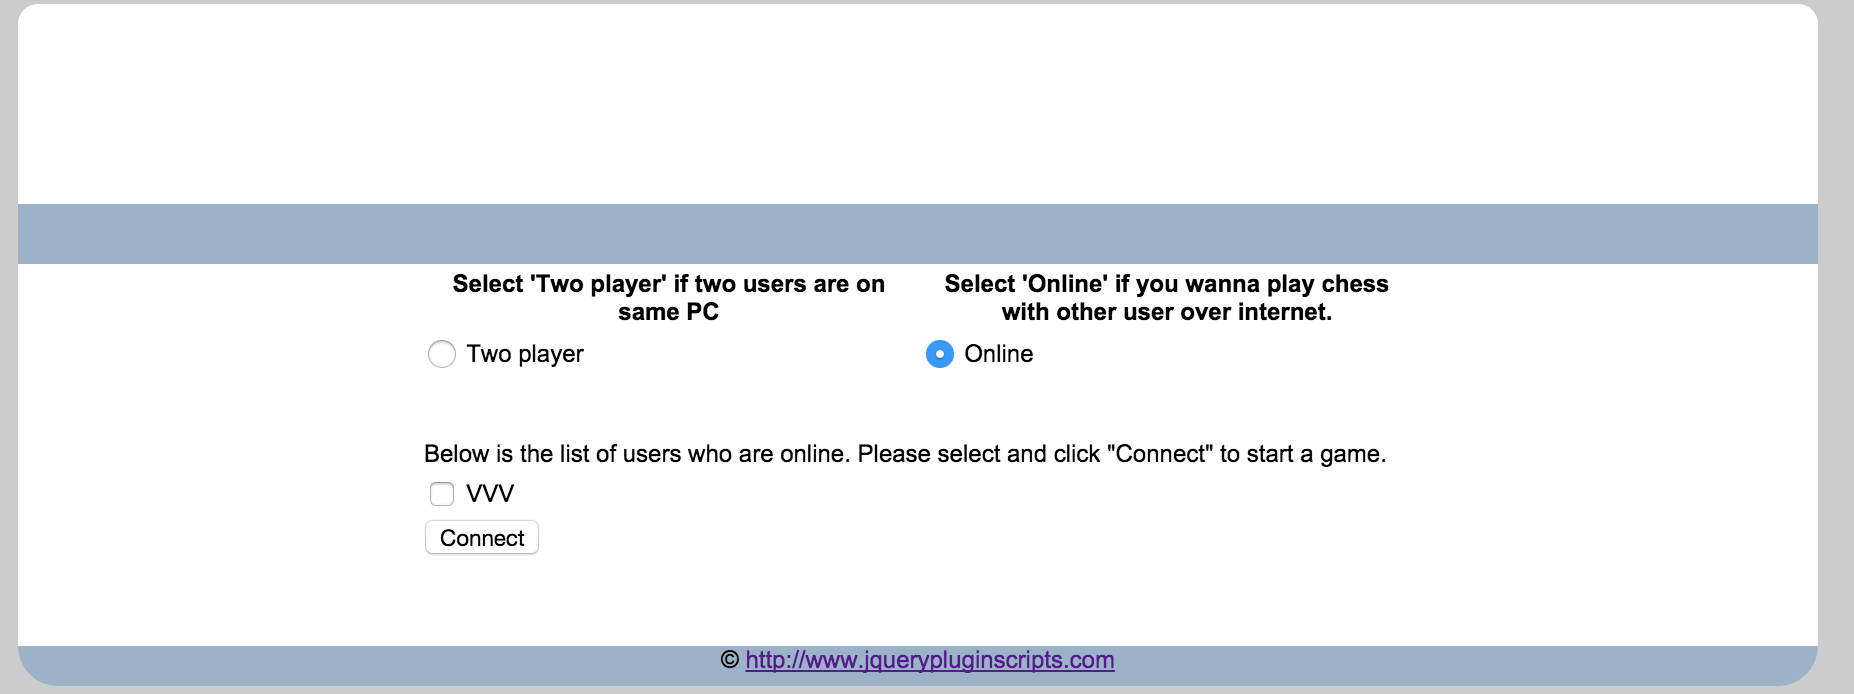 Select 'Two player' if two users are on
same PC
Select 'Online' if you wanna play chess
with other user over internet.
Two player
Online
Below is the list of users who are online. Please select and click "Connect" to start a game.
VVV
Connect
© http://www.jquerypluginscripts.com